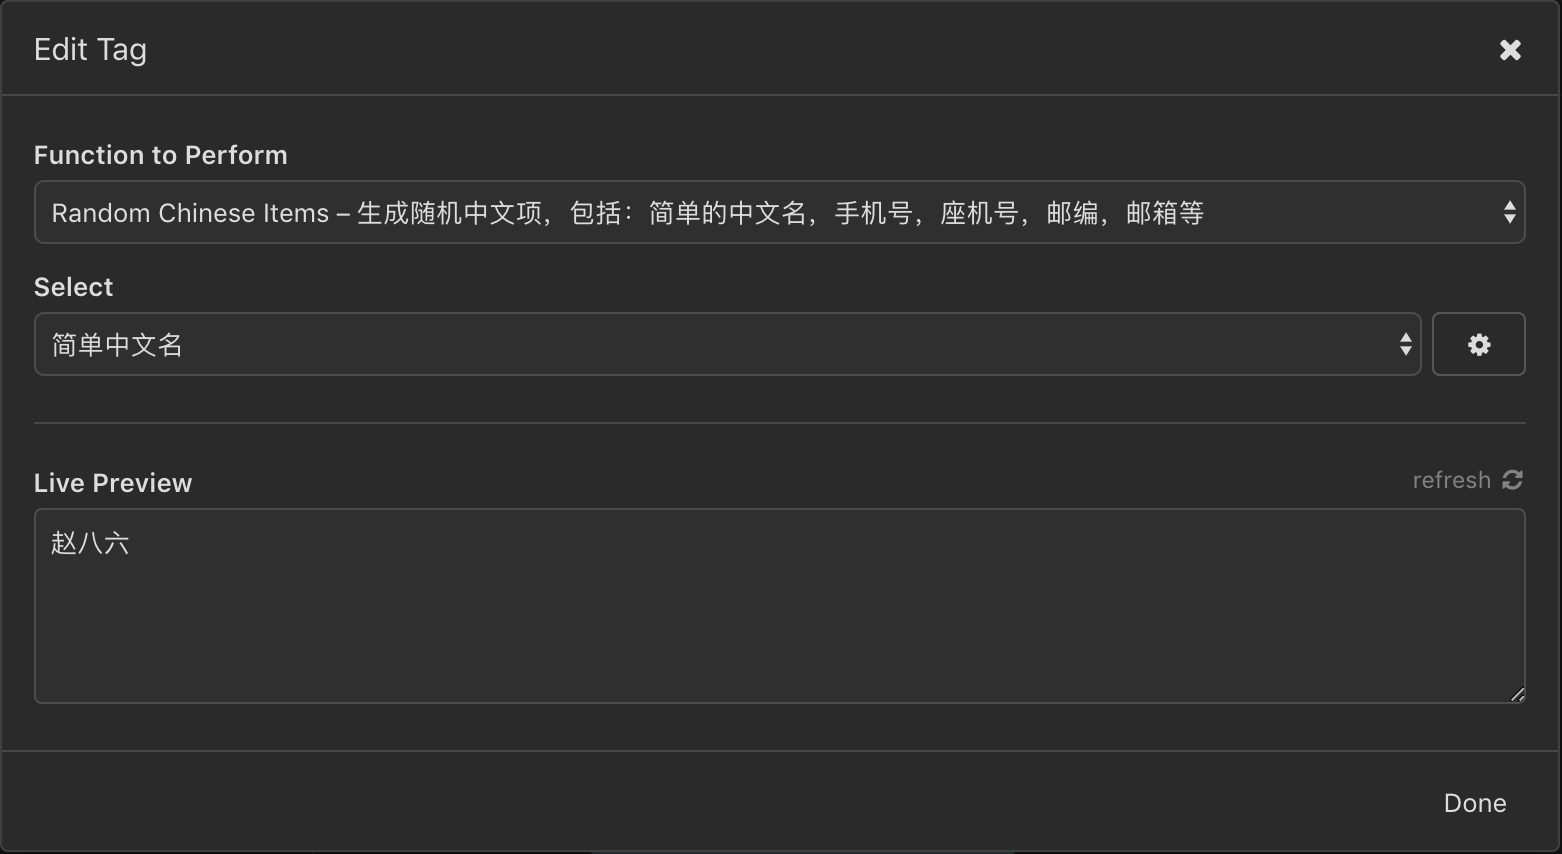 Edit Tag
Function to Perform
Random Chinese Items – 生成随机中文项，包括：简单的中文名，手机号，座机号，邮编，邮箱等
Select
简单中文名
Live Preview
refresh
赵八六
Done